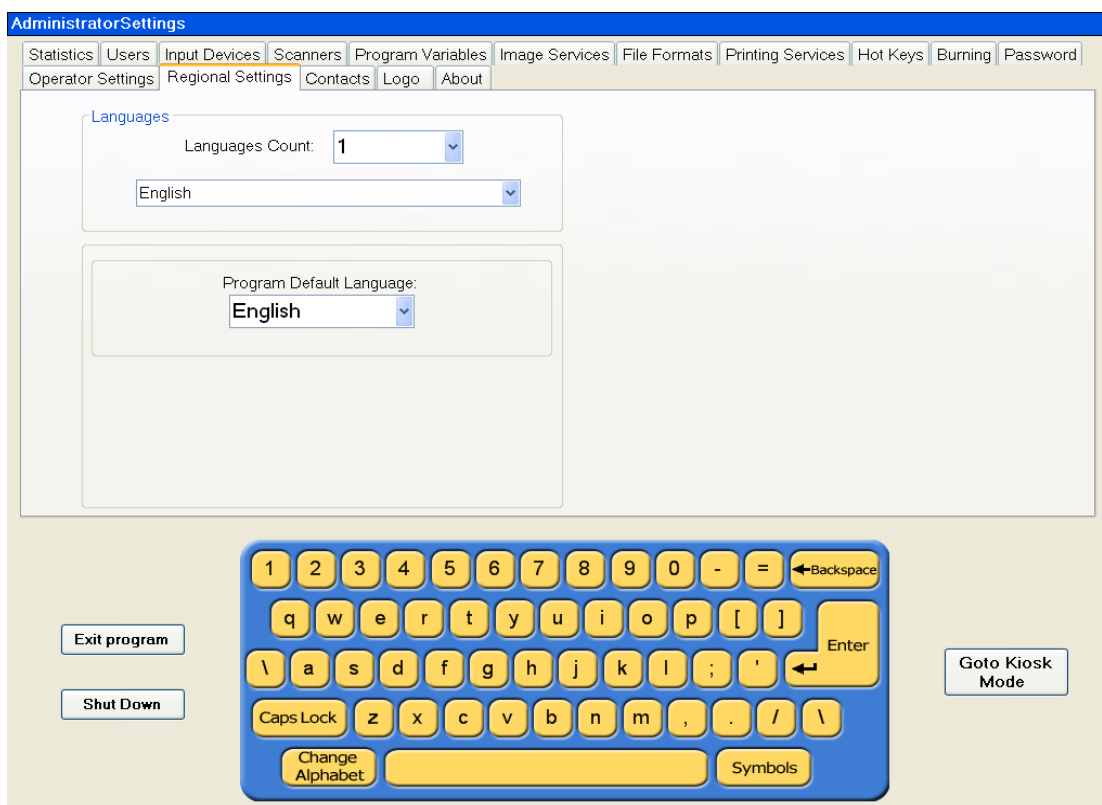 AdministratorSettings
Statistics Users Input Devices Scanners Program Variables Image Services File Formats Printing Services Hot Keys Burning Password
Operator Settings Regional Settings Contacts Logo About
Languages
Languages Count: 1
English
Program Default Language:
English
1 2 3 4 5 6 7 8 9 0 - = Backspace
q w e r t y u i o p [ ]
Enter
\ a s d f g h j k l ; '
Caps Lock z x c v b n m , . / \
Change Alphabet
Symbols
Exit program
Shut Down
Goto Kiosk
Mode